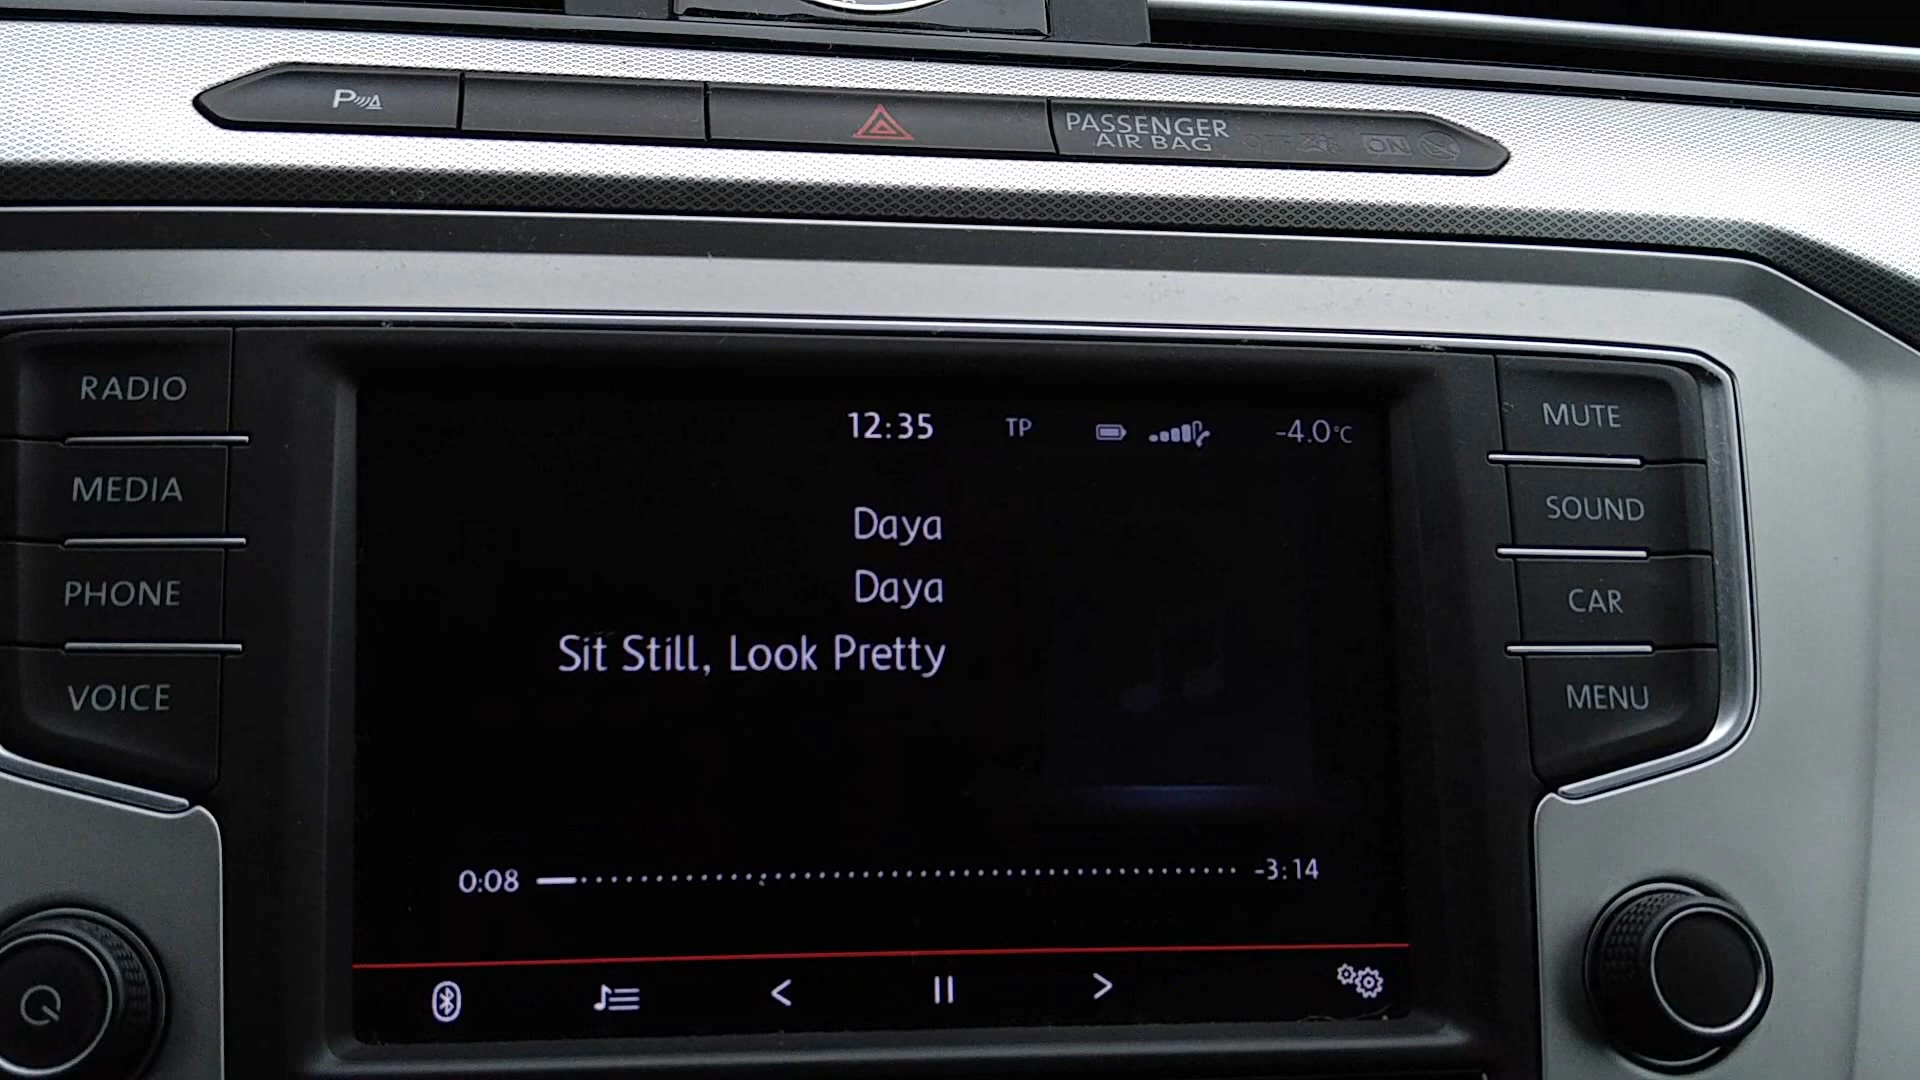 P
PASSENGER
AIR BAG
OFF
ON
RADIO
MEDIA
PHONE
VOICE
12:35 TP -4.0°C
Daya
Daya
Sit Still, Look Pretty
0:08 -3:14
MUTE
SOUND
CAR
MENU